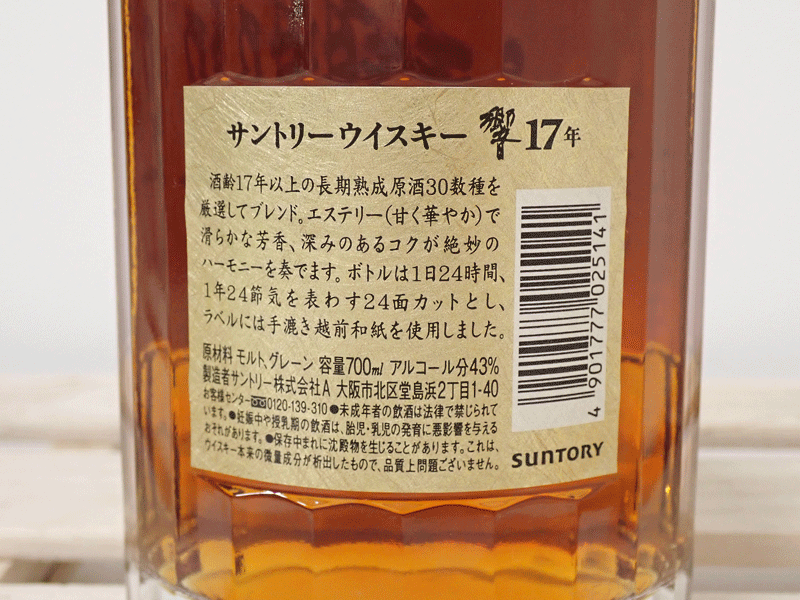 サントリーウイスキー 響 17年
酒齢17年以上の長期熟成原酒30数種を
厳選してブレンド。エステリー(甘く華やか)で
滑らかな芳香、深みのあるコクが絶妙の
ハーモニーを奏でます。ボトルは1日24時間、
1年24節気を表わす24面カットとし、
ラベルには手漉き越前和紙を使用しました。
原材料 モルト、グレーン 容量700㎖ アルコール分43%
製造者サントリー株式会社A 大阪市北区堂島浜2丁目1-40
お客様センター 0120-139-310 ●未成年者の飲酒は法律で禁じられて
います。●妊娠中や授乳期の飲酒は、胎児・乳児の発育に悪影響を与える
おそれがあります。●保存中まれに沈殿物を生じることがあります。これは、
ウイスキー本来の微量成分が析出したもので、品質上問題ございません。
4 901777 025141
SUNTORY